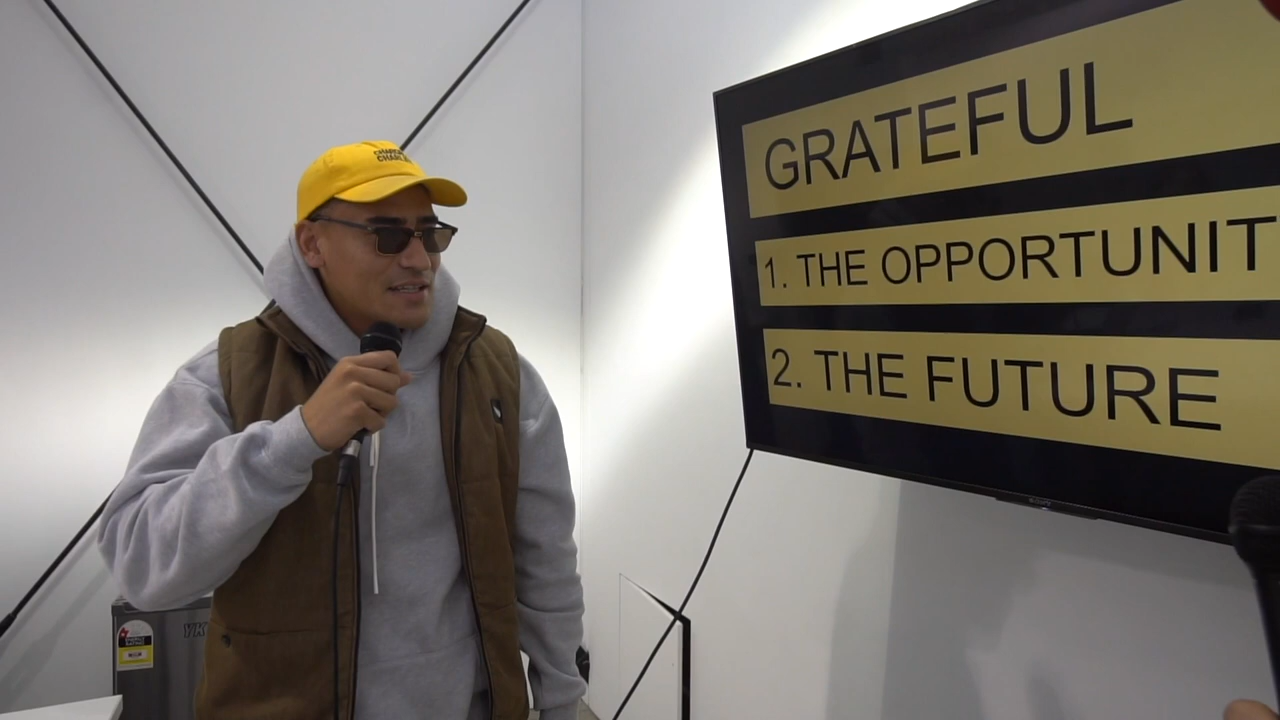 GRATEFUL
1. THE OPPORTUNIT
2. THE FUTURE